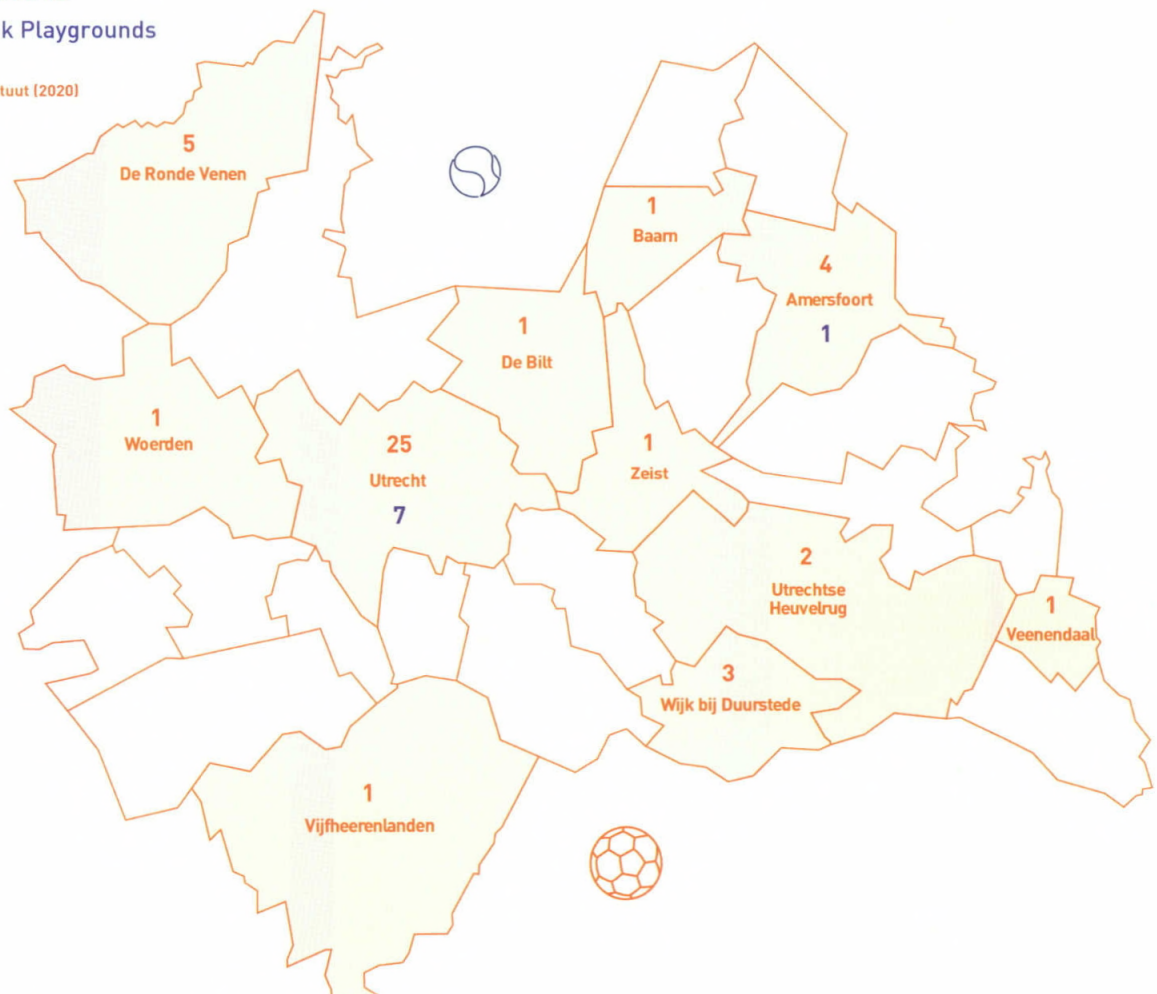 k Playgrounds
tuut (2020)
5
De Ronde Venen
1
Baarn
4
Amersfoort
1
1
De Bilt
1
Woerden
25
Utrecht
7
1
Zeist
2
Utrechtse
Heuvelrug
1
Veenendaal
3
Wijk bij Duurstede
1
Vijfheerenlanden